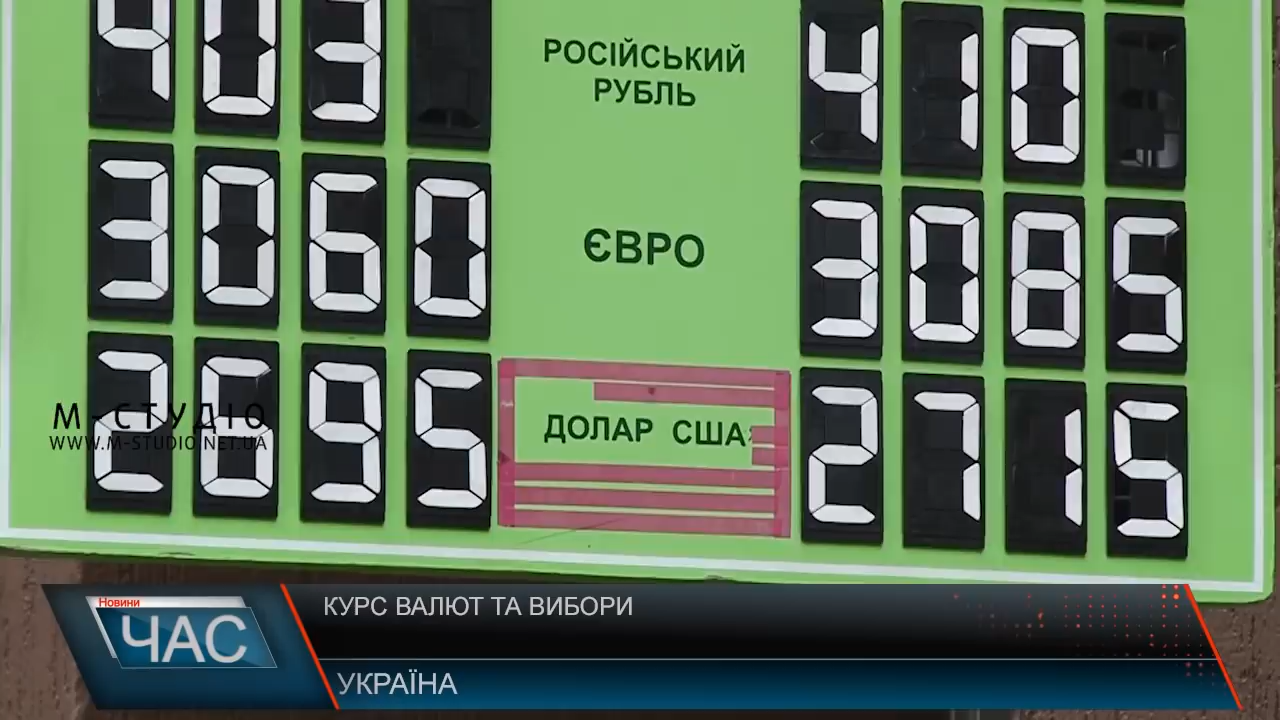 403 РОСІЙСЬКИЙ РУБЛЬ 410
3060 ЄВРО 3085
2695 ДОЛАР США 2715
М-СТУДІО
WWW.M-STUDIO.NET.UA
Новини
ЧАС
КУРС ВАЛЮТ ТА ВИБОРИ
УКРАЇНА